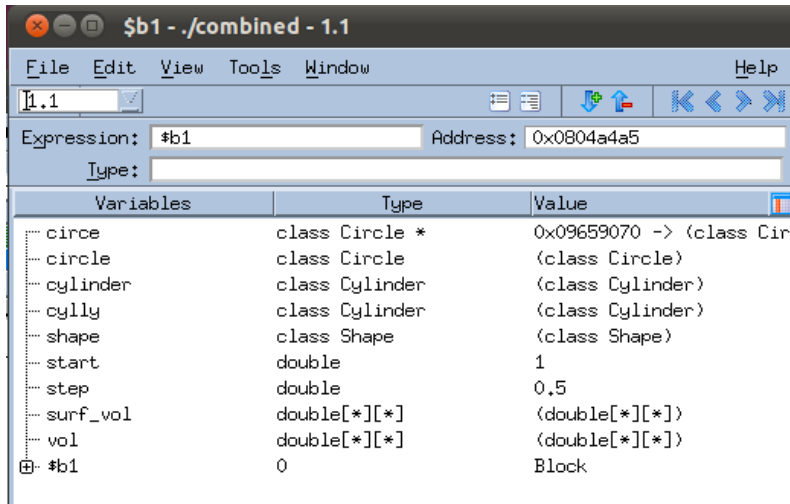 $b1 - ./combined - 1.1
File Edit View Tools Window Help
1.1
Expression: $b1 Address: 0x0804a4a5
Type:
Variables Type Value
circe class Circle * 0x09659070 -> (class Cir
circle class Circle (class Circle)
cylinder class Cylinder (class Cylinder)
cylly class Cylinder (class Cylinder)
shape class Shape (class Shape)
start double 1
step double 0.5
surf_vol double[*][*] (double[*][*])
vol double[*][*] (double[*][*])
$b1 0 Block